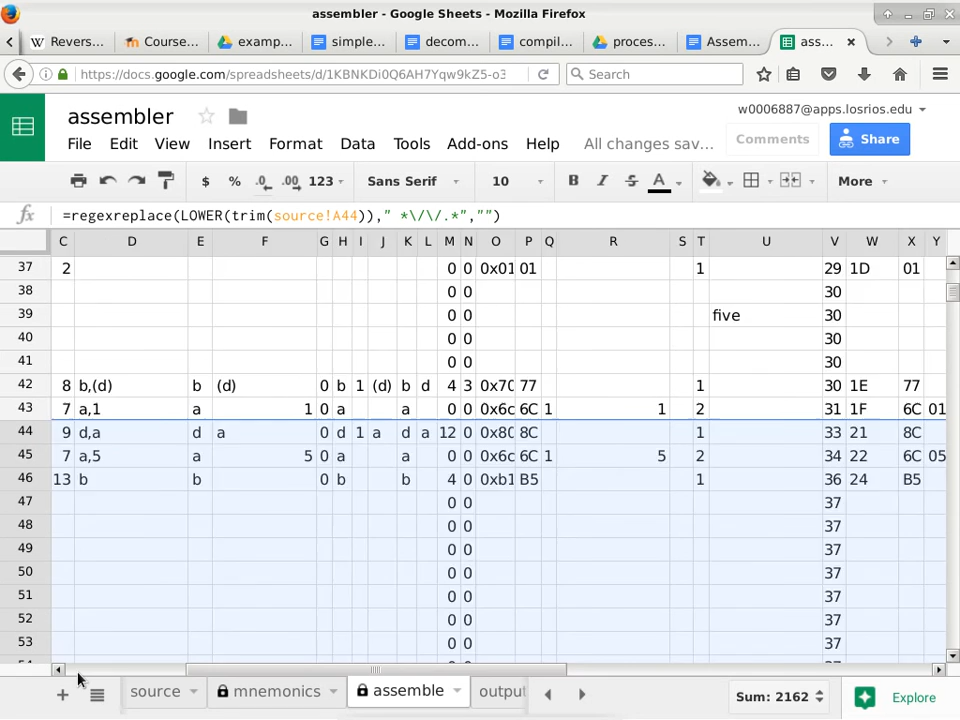 assembler - Google Sheets - Mozilla Firefox
W Revers... Course... examp... simple... decom... compil... proces... Assem... ass...
https://docs.google.com/spreadsheets/d/1KBNKDi0Q6AH7Yqw9kZ5-o3 Search
assembler
w0006887@apps.losrios.edu
File Edit View Insert Format Data Tools Add-ons Help All changes sav... Comments Share
$ % .0 .00 123 Sans Serif 10 B I S A More
fx =regexreplace(LOWER(trim(source!A44))," *\/\/.*","")
C D E F G H I J K L M N O P Q R S T U V W X Y
37 2 0 0 0x01 01 1 29 1D 01
38 0 0 30
39 0 0 five 30
40 0 0 30
41 0 0 30
42 8 b,(d) b (d) 0 b 1 (d) b d 4 3 0x70 77 1 30 1E 77
43 7 a,1 a 1 0 a a 0 0 0x6c 6C 1 1 2 31 1F 6C 01
44 9 d,a d a 0 d 1 a d a 12 0 0x80 8C 1 33 21 8C
45 7 a,5 a 5 0 a a 0 0 0x6c 6C 1 5 2 34 22 6C 05
46 13 b b 0 b b 4 0 0xb1 B5 1 36 24 B5
47 0 0 37
48 0 0 37
49 0 0 37
50 0 0 37
51 0 0 37
52 0 0 37
53 0 0 37
source mnemonics assemble output Sum: 2162 Explore